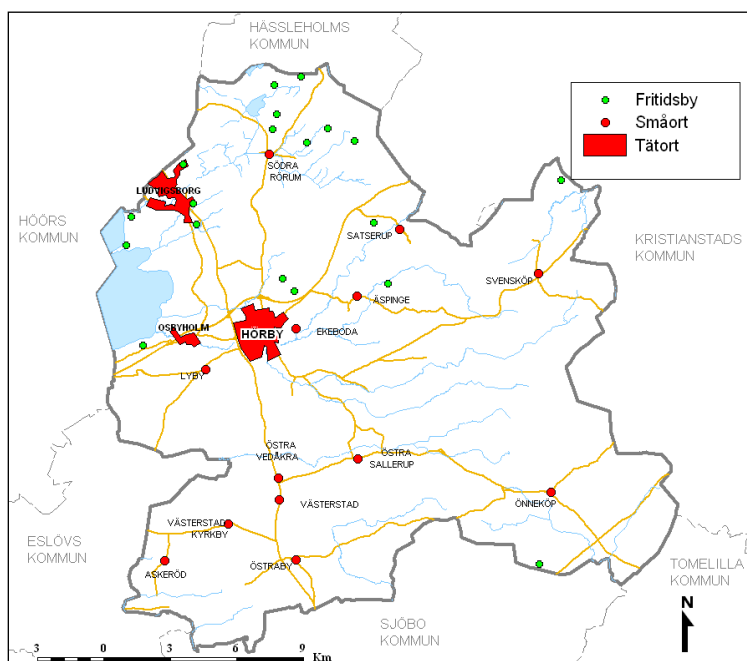 HÄSSLEHOLMS
KOMMUN
Fritidsby
Småort
Tätort
SÖDRA
RÖRUM
LUDVIGSBORG
HÖÖRS
KOMMUN
SATSERUP
KRISTIANSTADS
KOMMUN
SVENSKÖP
ÄSPINGE
OSBYHOLM
HÖRBY
EKEBODA
LYBY
ÖSTRA
VEDÅKRA
ÖSTRA
SALLERUP
VÄSTERSTAD
ÖNNEKÖP
VÄSTERSTAD
KYRKBY
ESLÖVS
KOMMUN
ASKERÖD
ÖSTRABY
TOMELILLA
KOMMUN
SJÖBO
KOMMUN
N
3 0 3 6 9 Km